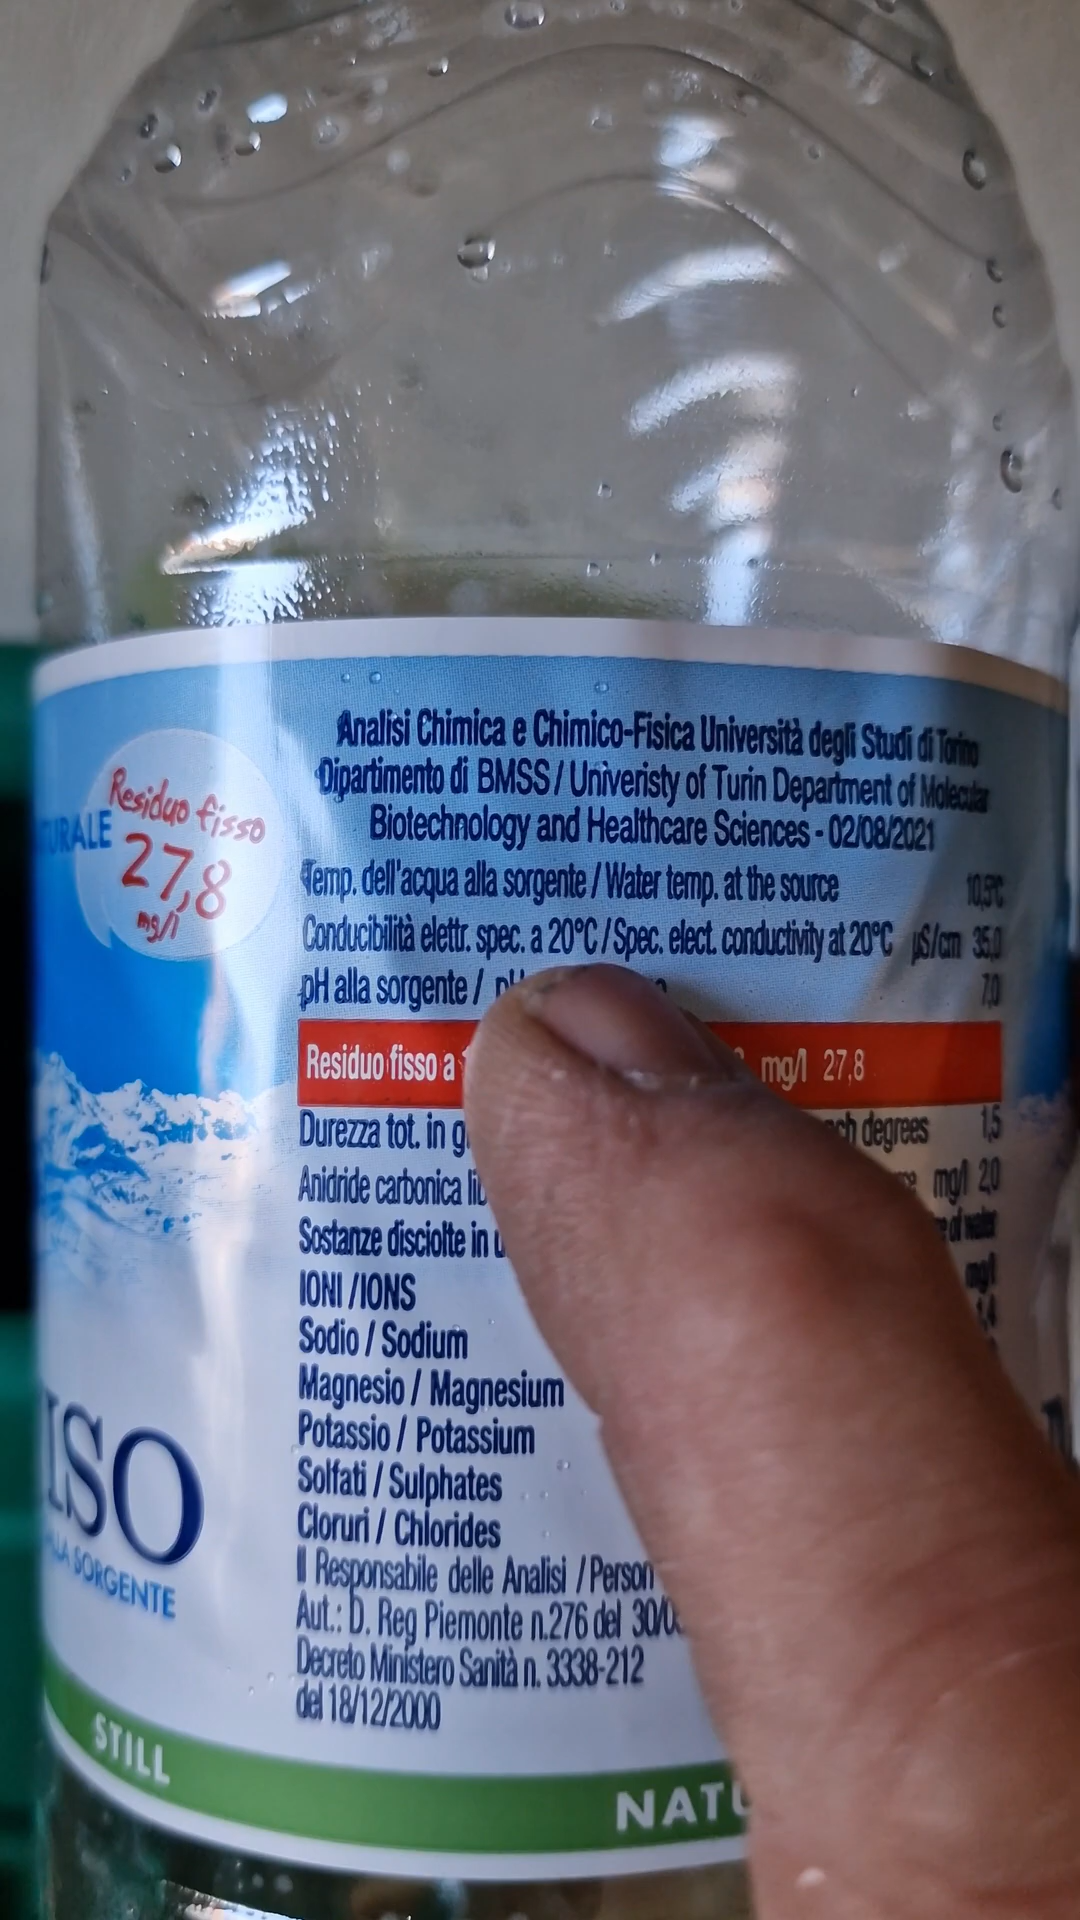 Analisi Chimica e Chimico-Fisica Università degli Studi di Torino
Dipartimento di BMSS / Univeristy of Turin Department of Molecular
Biotechnology and Healthcare Sciences - 02/08/2021
Temp. dell'acqua alla sorgente / Water temp. at the source 10,5°C
Conducibilità elettr. spec. a 20°C / Spec. elect. conductivity at 20°C µS/cm 35,0
pH alla sorgente / 7,0
Residuo fisso a mg/l 27,8
Durezza tot. in degrees 1,5
Anidride carbonica mg/l 2,0
Sostanze disciolte in of water
mg/l
IONI / IONS
Sodio / Sodium
Magnesio / Magnesium
Potassio / Potassium
Solfati / Sulphates
Cloruri / Chlorides
Il Responsabile delle Analisi / Person
Aut.: D. Reg Piemonte n.276 del
Decreto Ministero Sanità n. 3338-212
del 18/12/2000
Residuo fisso
27,8
mg/l
TURALE
ISO
ALLA SORGENTE
STILL
NATU